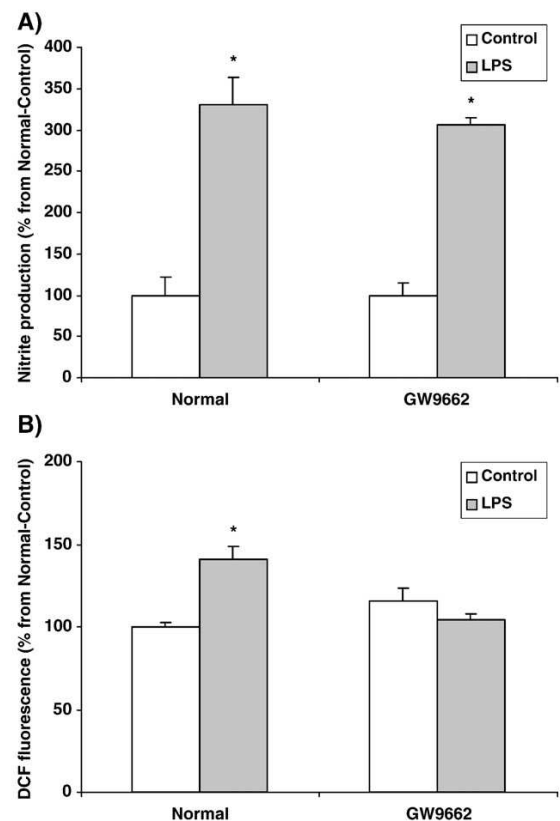 A)
Nitrite production (% from Normal-Control)
400
350
300
250
200
150
100
50
0
* *
Control
LPS
Normal GW9662
B)
DCF fluorescence (% from Normal-Control)
200
150
100
50
0
*
Control
LPS
Normal GW9662